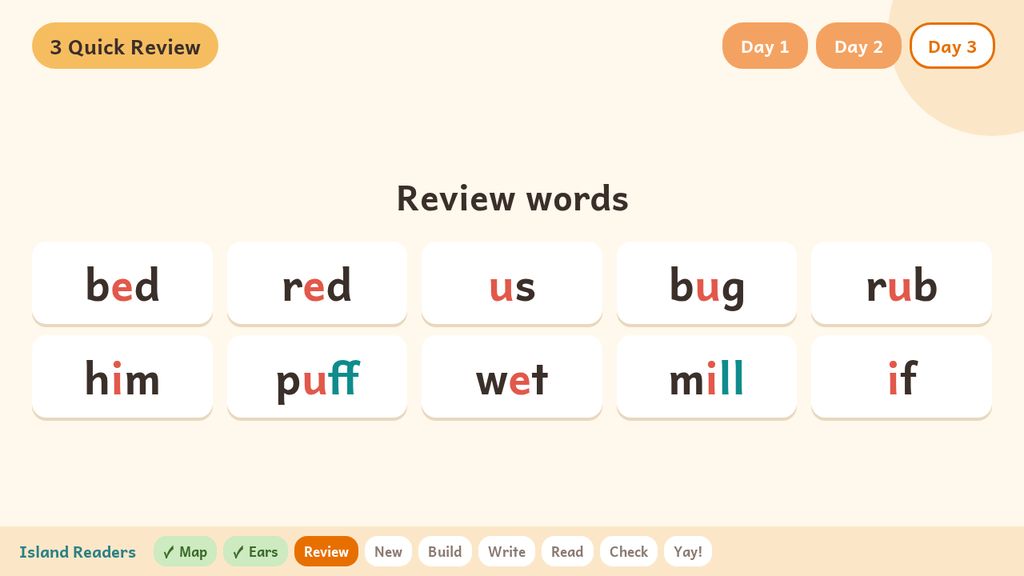 3 Quick Review
Day 1 Day 2 Day 3
Review words
bed red us bug rub
him puff wet mill if
Island Readers ✓ Map ✓ Ears Review New Build Write Read Check Yay!